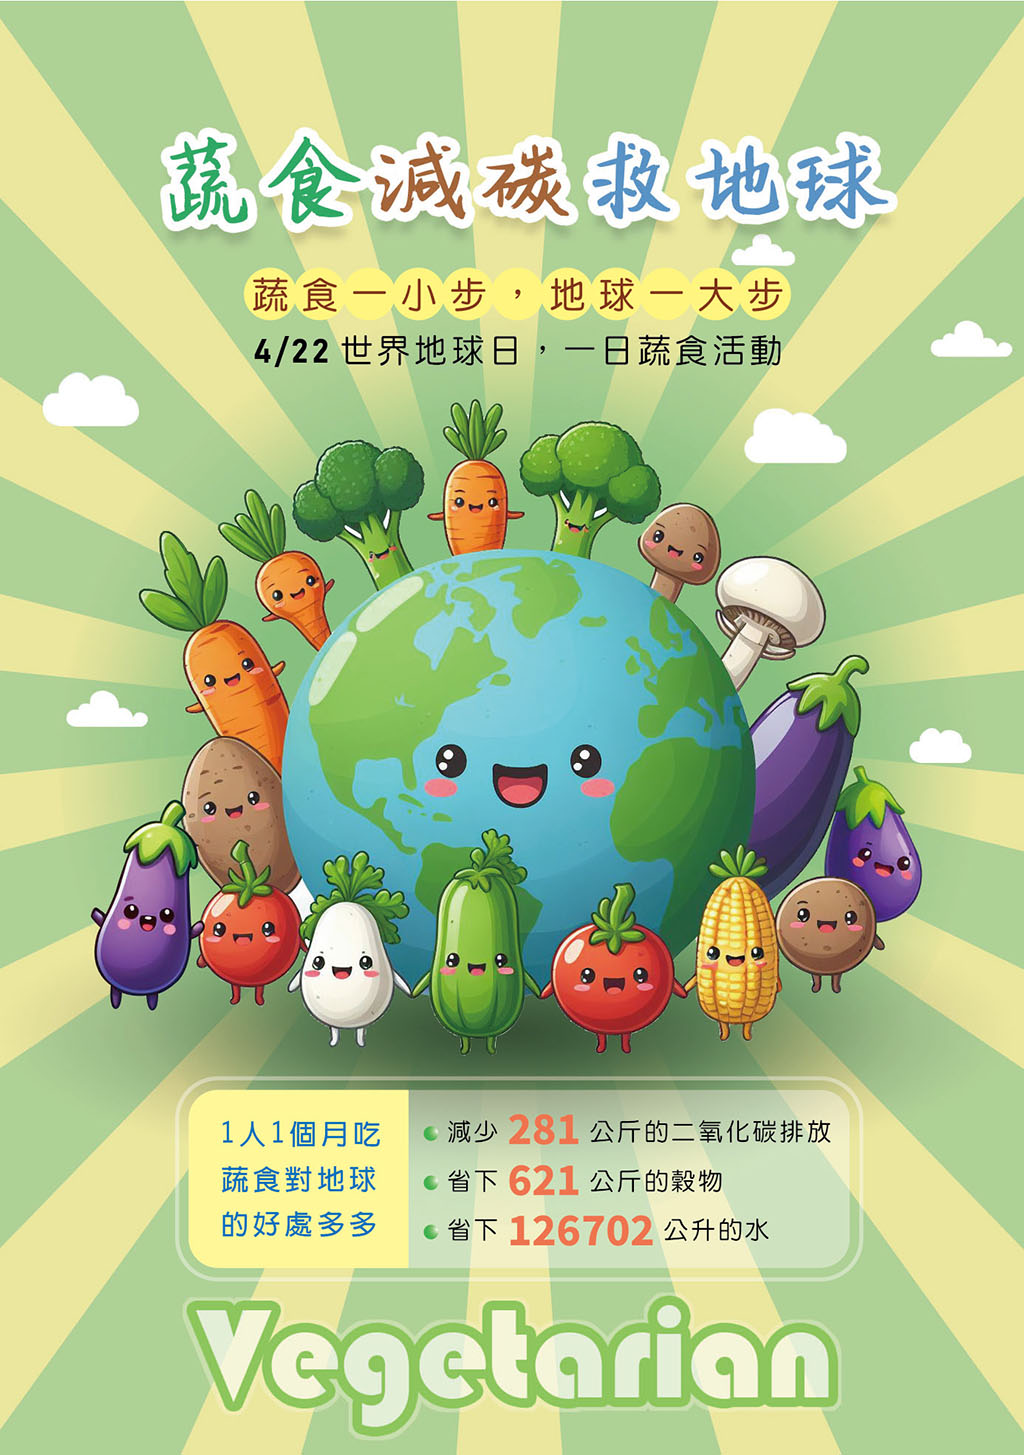 蔬食減碳救地球
蔬食一小步，地球一大步
4/22 世界地球日，一日蔬食活動
1人1個月吃
蔬食對地球
的好處多多
減少 281 公斤的二氧化碳排放
省下 621 公斤的穀物
省下 126702 公升的水
Vegetarian